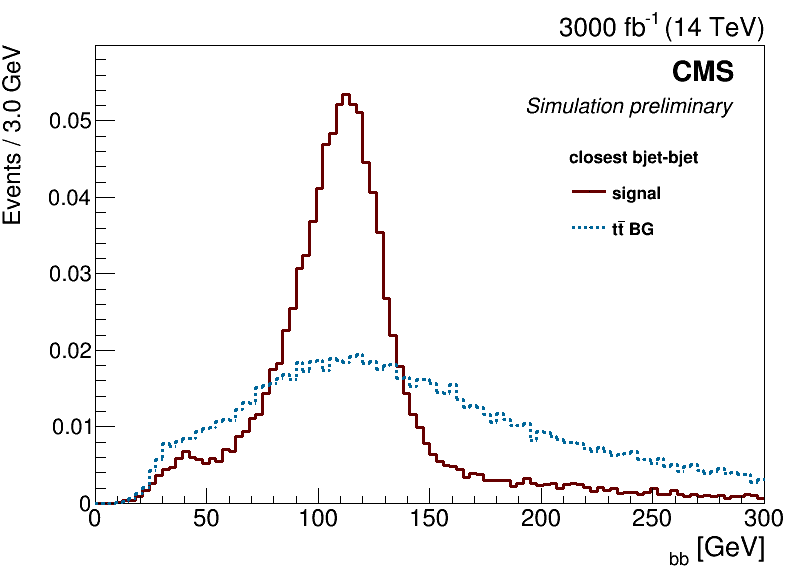 3000 fb⁻¹ (14 TeV)
CMS
Simulation preliminary
closest bjet-bjet
signal
tt̄ BG
Events / 3.0 GeV
0.05
0.04
0.03
0.02
0.01
0
0 50 100 150 200 250 300
bb [GeV]